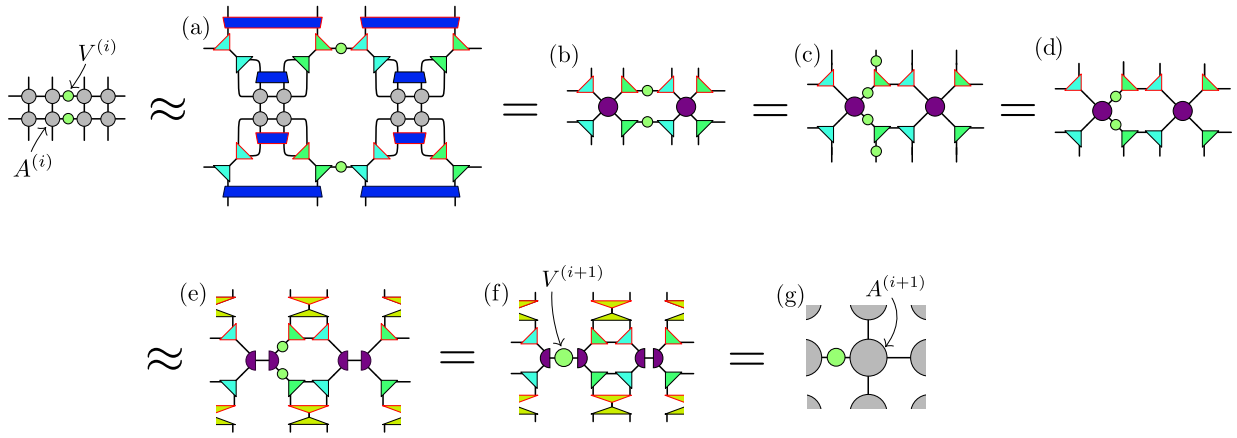 (a)
V^{(i)}
A^{(i)}
≈
=
(b)
=
(c)
=
(d)
≈
(e)
=
(f)
V^{(i+1)}
=
(g)
A^{(i+1)}